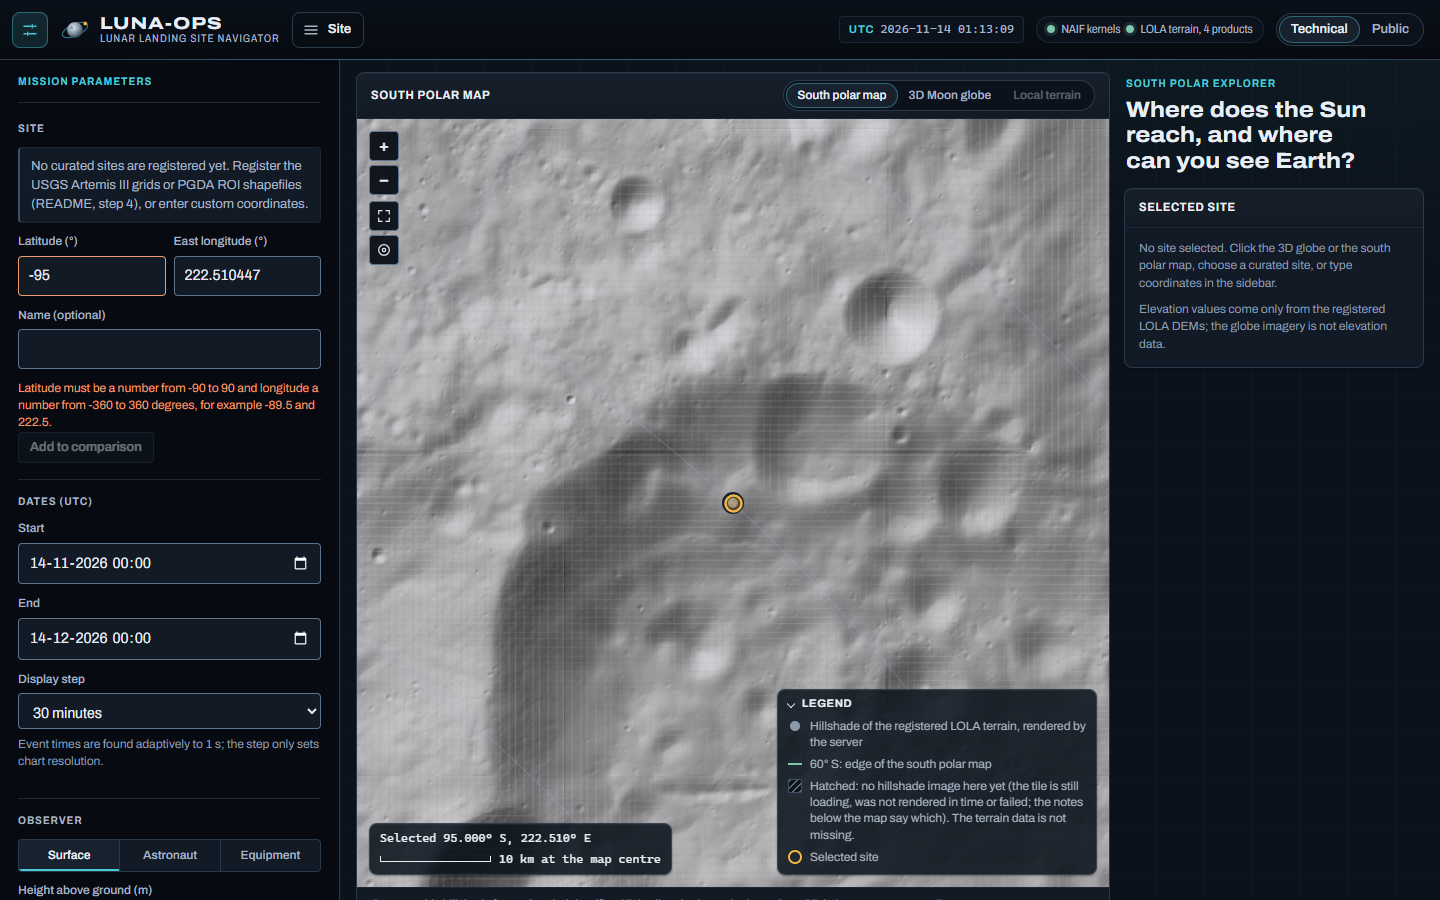 LUNA-OPS
LUNAR LANDING SITE NAVIGATOR
Site
UTC 2026-11-14 01:13:09
NAIF kernels
LOLA terrain, 4 products
Technical
Public
MISSION PARAMETERS
SITE
No curated sites are registered yet. Register the
USGS Artemis III grids or PGDA ROI shapefiles
(README, step 4), or enter custom coordinates.
Latitude (°)
East longitude (°)
-95
222.510447
Name (optional)
Latitude must be a number from -90 to 90 and longitude a
number from -360 to 360 degrees, for example -89.5 and
222.5.
Add to comparison
DATES (UTC)
Start
14-11-2026 00:00
End
14-12-2026 00:00
Display step
30 minutes
Event times are found adaptively to 1 s; the step only sets
chart resolution.
OBSERVER
Surface
Astronaut
Equipment
Height above ground (m)
SOUTH POLAR MAP
South polar map
3D Moon globe
Local terrain
+
−
LEGEND
Hillshade of the registered LOLA terrain, rendered by
the server
60° S: edge of the south polar map
Hatched: no hillshade image here yet (the tile is still
loading, was not rendered in time or failed; the notes
below the map say which). The terrain data is not
missing.
Selected site
Selected 95.000° S, 222.510° E
10 km at the map centre
SOUTH POLAR EXPLORER
Where does the Sun
reach, and where
can you see Earth?
SELECTED SITE
No site selected. Click the 3D globe or the south
polar map, choose a curated site, or type
coordinates in the sidebar.
Elevation values come only from the registered
LOLA DEMs; the globe imagery is not elevation
data.